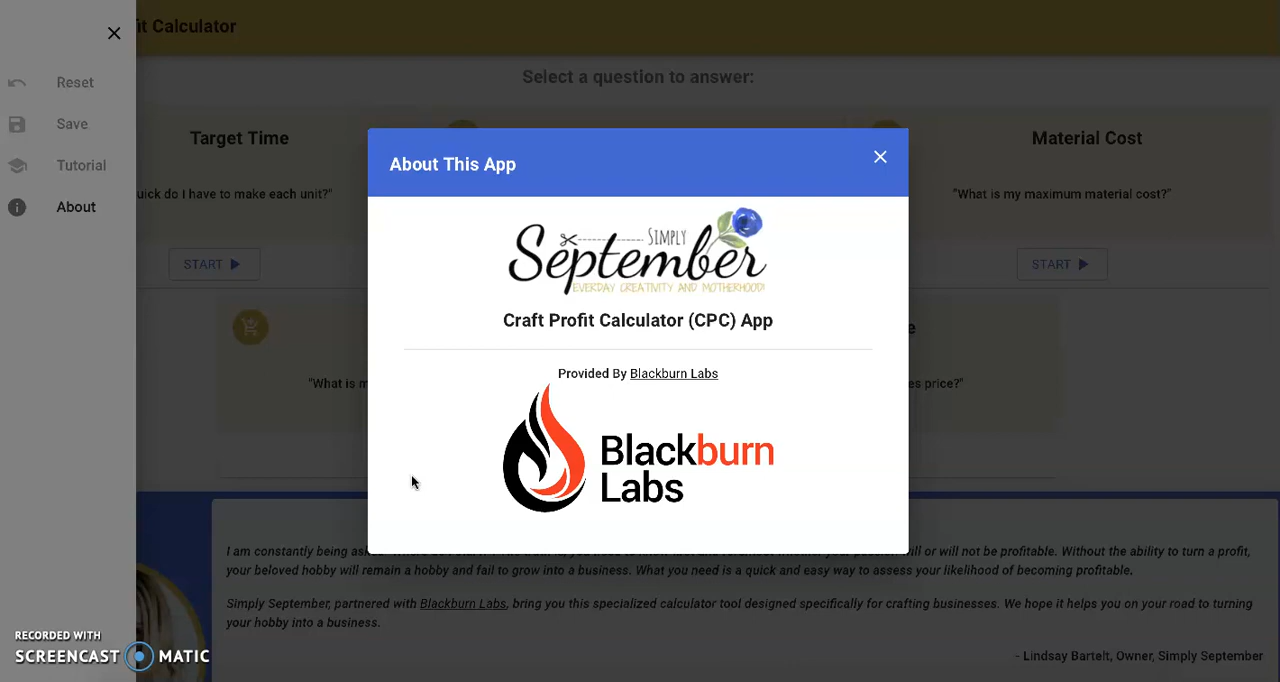 it Calculator
Select a question to answer:
Reset
Save
Tutorial
About
Target Time
uick do I have to make each unit?"
START
Material Cost
"What is my maximum material cost?"
START
About This App
SIMPLY
September
EVERDAY CREATIVITY AND MOTHERHOOD!
Craft Profit Calculator (CPC) App
Provided By Blackburn Labs
Blackburn
Labs
"What is m
e
es price?"
I am constantly being aske
ll or will not be profitable. Without the ability to turn a profit,
your beloved hobby will remain a hobby and fail to grow into a business. What you need is a quick and easy way to assess your likelihood of becoming profitable.
Simply September, partnered with Blackburn Labs, bring you this specialized calculator tool designed specifically for crafting businesses. We hope it helps you on your road to turning
your hobby into a business.
- Lindsay Bartelt, Owner, Simply September
RECORDED WITH
SCREENCAST MATIC